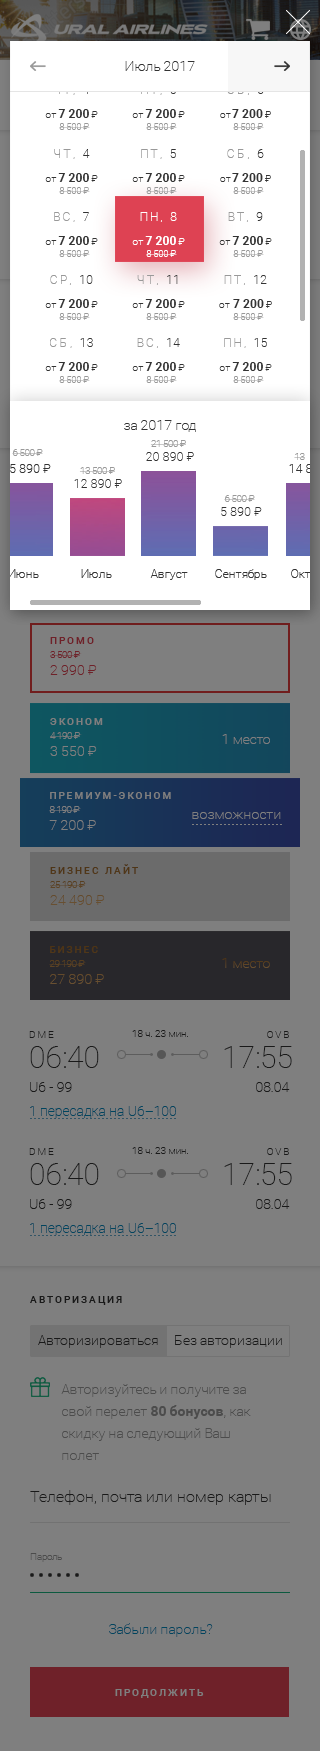 URAL AIRLINES
Июль 2017
от 7 200 ₽ от 7 200 ₽ от 7 200 ₽
8 500 ₽ 8 500 ₽ 8 500 ₽
ЧТ, 4 ПТ, 5 СБ, 6
от 7 200 ₽ от 7 200 ₽ от 7 200 ₽
8 500 ₽ 8 500 ₽ 8 500 ₽
ВС, 7 ПН, 8 ВТ, 9
от 7 200 ₽ от 7 200 ₽ от 7 200 ₽
8 500 ₽ 8 500 ₽ 8 500 ₽
СР, 10 ЧТ, 11 ПТ, 12
от 7 200 ₽ от 7 200 ₽ от 7 200 ₽
8 500 ₽ 8 500 ₽ 8 500 ₽
СБ, 13 ВС, 14 ПН, 15
от 7 200 ₽ от 7 200 ₽ от 7 200 ₽
8 500 ₽ 8 500 ₽ 8 500 ₽
за 2017 год
6 500 ₽ 13 500 ₽ 21 500 ₽ 6 500 ₽ 13
5 890 ₽ 12 890 ₽ 20 890 ₽ 5 890 ₽ 14 8
Июнь Июль Август Сентябрь Окт
ПРОМО
3 500 ₽
2 990 ₽
ЭКОНОМ
4 190 ₽
3 550 ₽
1 место
ПРЕМИУМ-ЭКОНОМ
8 190 ₽
7 200 ₽
возможности
БИЗНЕС ЛАЙТ
25 190 ₽
24 490 ₽
БИЗНЕС
29 190 ₽
27 890 ₽
1 место
DME 18 ч. 23 мин. OVB
06:40 17:55
U6 - 99 08.04
1 пересадка на U6–100
DME 18 ч. 23 мин. OVB
06:40 17:55
U6 - 99 08.04
1 пересадка на U6–100
АВТОРИЗАЦИЯ
Авторизироваться Без авторизации
Авторизуйтесь и получите за
свой перелет 80 бонусов, как
скидку на следующий Ваш
полет
Телефон, почта или номер карты
Пароль
Забыли пароль?
ПРОДОЛЖИТЬ